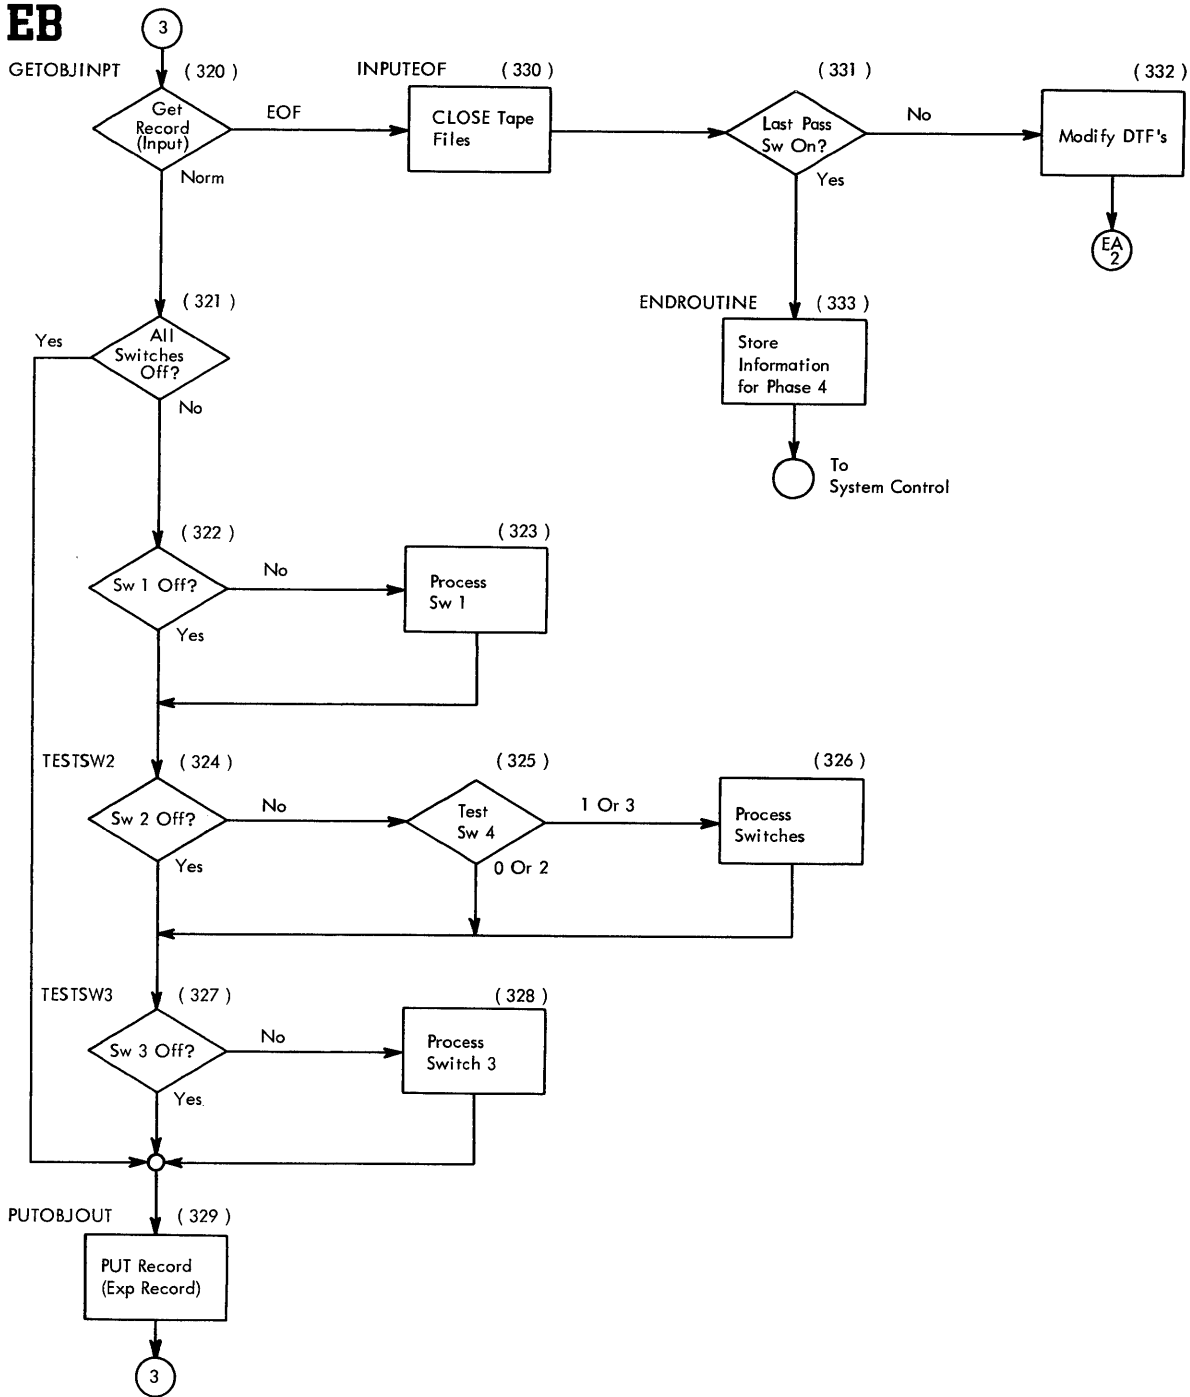 EB
3
GETOBJINPT
( 320 )
Get
Record
(Input)
EOF
Norm
INPUTEOF
( 330 )
CLOSE Tape
Files
( 331 )
Last Pass
Sw On?
No
Yes
( 332 )
Modify DTF's
EA
2
ENDROUTINE
( 333 )
Store
Information
for Phase 4
To
System Control
( 321 )
All
Switches
Off?
Yes
No
( 322 )
Sw 1 Off?
No
Yes
( 323 )
Process
Sw 1
TESTSW2
( 324 )
Sw 2 Off?
No
Yes
( 325 )
Test
Sw 4
1 Or 3
0 Or 2
( 326 )
Process
Switches
TESTSW3
( 327 )
Sw 3 Off?
No
Yes
( 328 )
Process
Switch 3
PUTOBJOUT
( 329 )
PUT Record
(Exp Record)
3